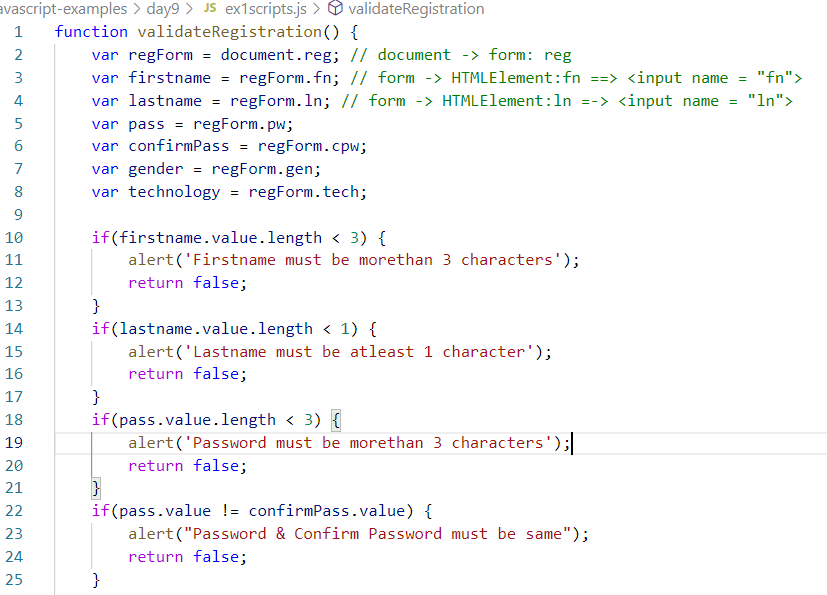 avascript-examples > day9 > JS ex1scripts.js > validateRegistration
1 function validateRegistration() {
2 var regForm = document.reg; // document -> form: reg
3 var firstname = regForm.fn; // form -> HTMLElement:fn ==> <input name = "fn">
4 var lastname = regForm.ln; // form -> HTMLElement:ln =-> <input name = "ln">
5 var pass = regForm.pw;
6 var confirmPass = regForm.cpw;
7 var gender = regForm.gen;
8 var technology = regForm.tech;
9
10 if(firstname.value.length < 3) {
11 alert('Firstname must be morethan 3 characters');
12 return false;
13 }
14 if(lastname.value.length < 1) {
15 alert('Lastname must be atleast 1 character');
16 return false;
17 }
18 if(pass.value.length < 3) {
19 alert('Password must be morethan 3 characters');
20 return false;
21 }
22 if(pass.value != confirmPass.value) {
23 alert("Password & Confirm Password must be same");
24 return false;
25 }